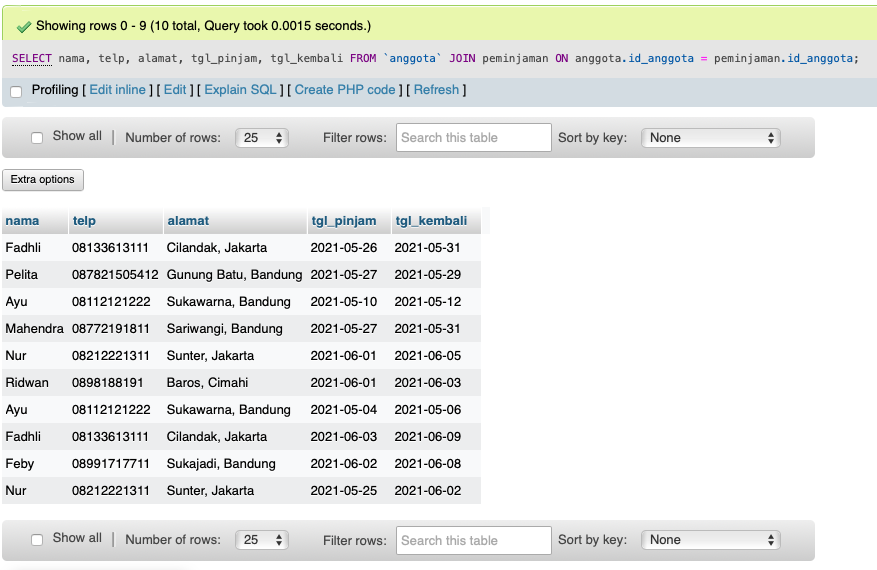 Showing rows 0 - 9 (10 total, Query took 0.0015 seconds.)
SELECT nama, telp, alamat, tgl_pinjam, tgl_kembali FROM `anggota` JOIN peminjaman ON anggota.id_anggota = peminjaman.id_anggota;
Profiling [ Edit inline ] [ Edit ] [ Explain SQL ] [ Create PHP code ] [ Refresh ]
Show all | Number of rows: 25 Filter rows: Search this table Sort by key: None
Extra options
nama telp alamat tgl_pinjam tgl_kembali
Fadhli 08133613111 Cilandak, Jakarta 2021-05-26 2021-05-31
Pelita 087821505412 Gunung Batu, Bandung 2021-05-27 2021-05-29
Ayu 08112121222 Sukawarna, Bandung 2021-05-10 2021-05-12
Mahendra 08772191811 Sariwangi, Bandung 2021-05-27 2021-05-31
Nur 08212221311 Sunter, Jakarta 2021-06-01 2021-06-05
Ridwan 0898188191 Baros, Cimahi 2021-06-01 2021-06-03
Ayu 08112121222 Sukawarna, Bandung 2021-05-04 2021-05-06
Fadhli 08133613111 Cilandak, Jakarta 2021-06-03 2021-06-09
Feby 08991717711 Sukajadi, Bandung 2021-06-02 2021-06-08
Nur 08212221311 Sunter, Jakarta 2021-05-25 2021-06-02
Show all | Number of rows: 25 Filter rows: Search this table Sort by key: None